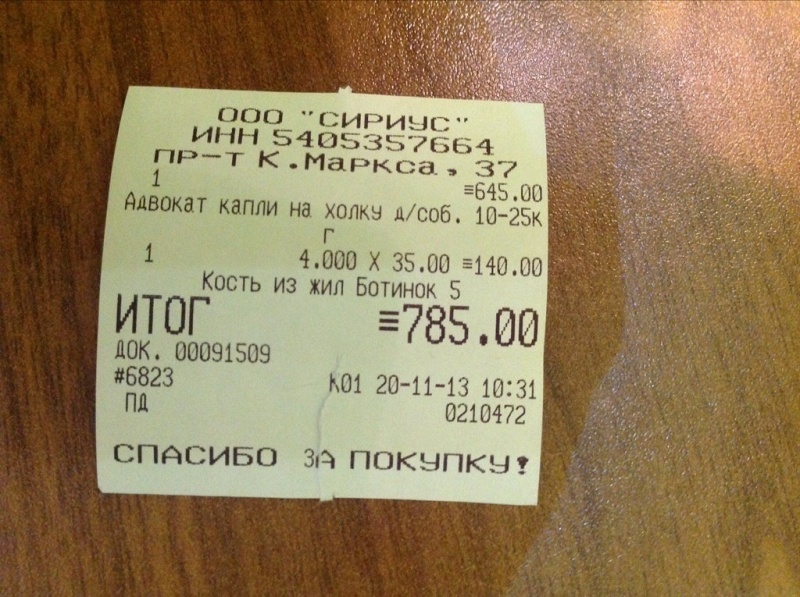 ООО "СИРИУС"
ИНН 5405357664
ПР-Т К.Маркса, 37
1 ≡645.00
Адвокат капли на холку д/соб. 10-25к
г
1 4.000 X 35.00 ≡140.00
Кость из жил Ботинок 5
ИТОГ ≡785.00
ДОК. 00091509
#6823 К01 20-11-13 10:31
ПД 0210472
СПАСИБО ЗА ПОКУПКУ!